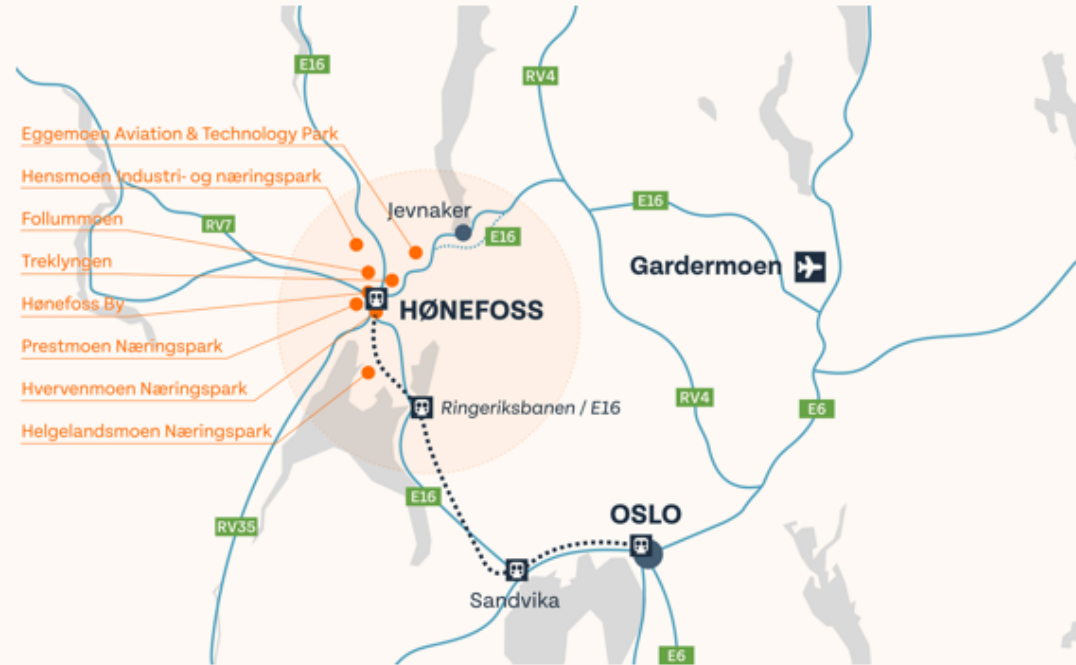 E16
RV4
Eggemoen Aviation & Technology Park
Hensmoen Industri- og næringspark
E16
Jevnaker
Follummoen
RV7
E16
Treklyngen
Gardermoen
Hønefoss By
HØNEFOSS
Prestmoen Næringspark
Hvervenmoen Næringspark
RV4
Ringeriksbanen / E16
E6
Helgelandsmoen Næringspark
E16
OSLO
RV35
Sandvika
E6